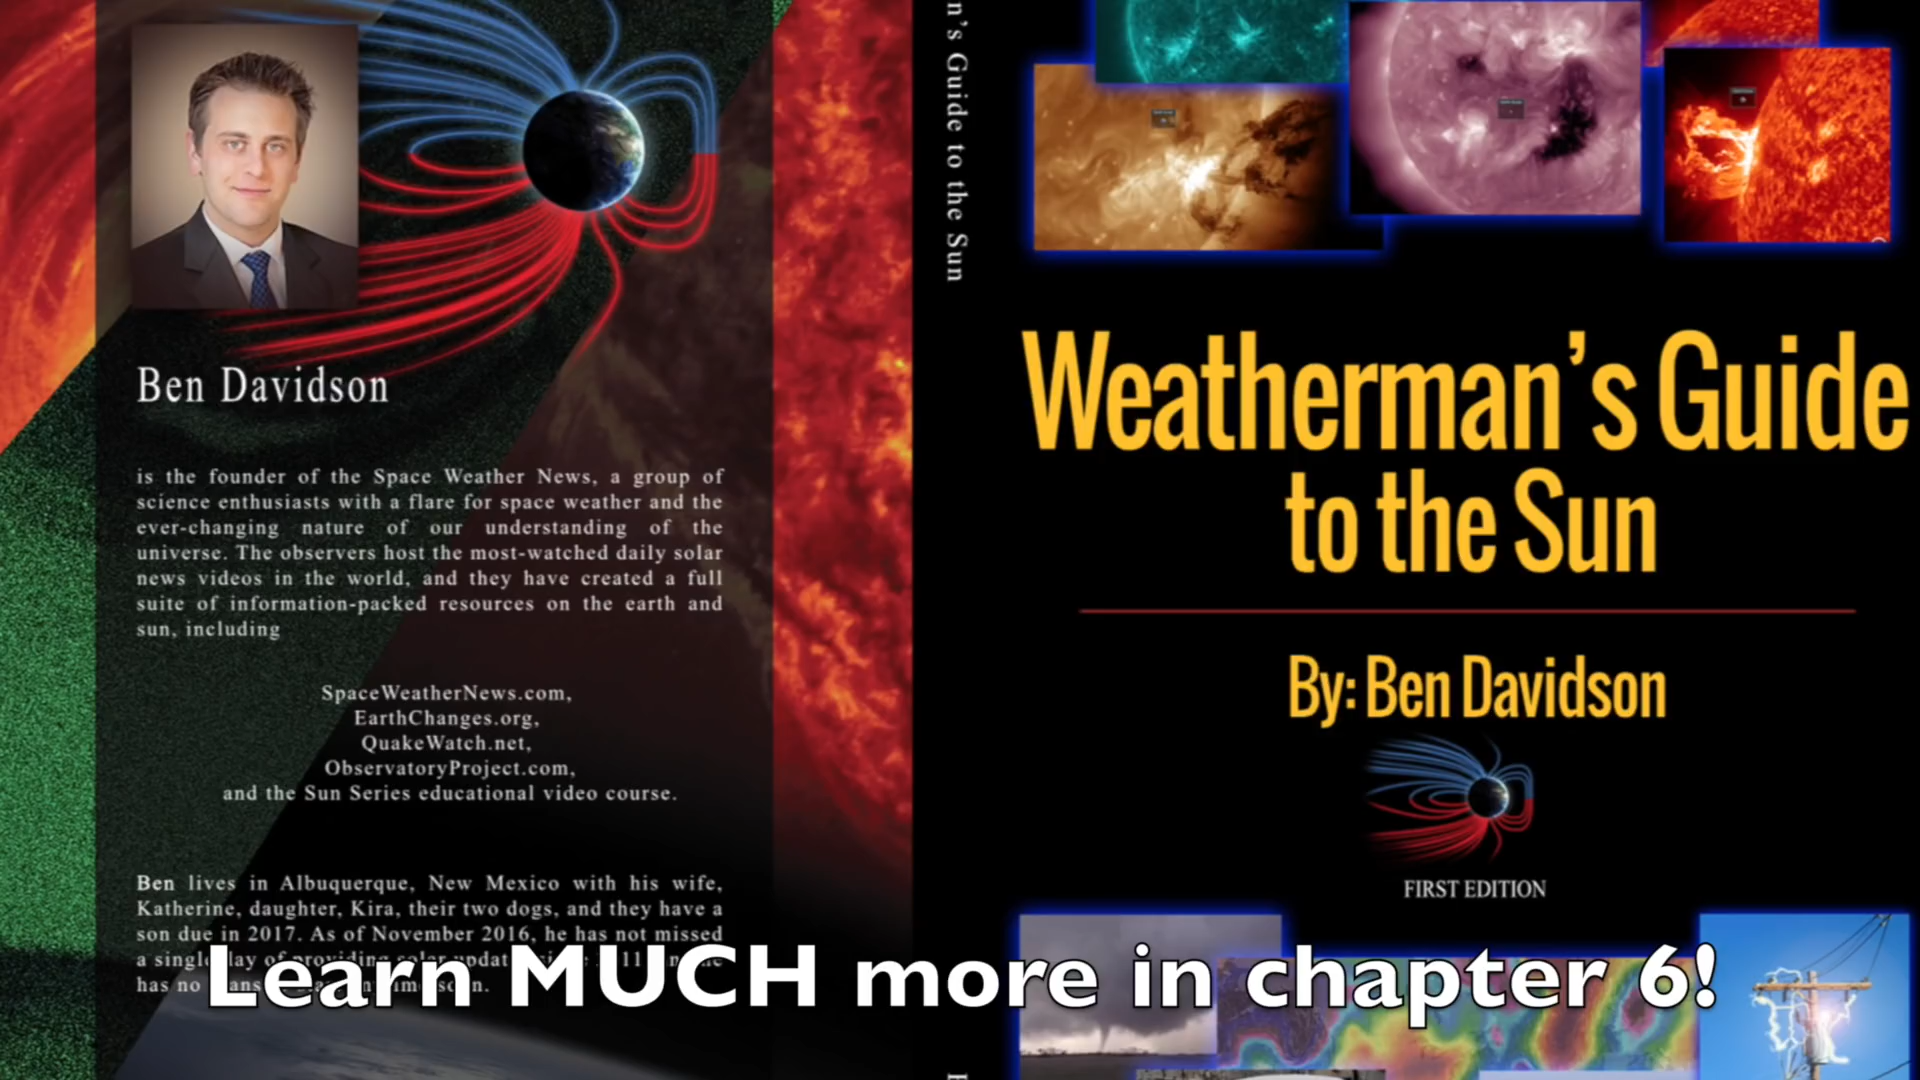 Ben Davidson
is the founder of the Space Weather News, a group of
science enthusiasts with a flare for space weather and the
ever-changing nature of our understanding of the
universe. The observers host the most-watched daily solar
news videos in the world, and they have created a full
suite of information-packed resources on the earth and
sun, including
SpaceWeatherNews.com,
EarthChanges.org,
QuakeWatch.net,
ObservatoryProject.com,
and the Sun Series educational video course.
Ben lives in Albuquerque, New Mexico with his wife,
Katherine, daughter, Kira, their two dogs, and they have a
son due in 2017. As of November 2016, he has not missed
a single day of providing solar
has no
n's Guide to the Sun
Weatherman's Guide
to the Sun
By: Ben Davidson
FIRST EDITION
Learn MUCH more in chapter 6!